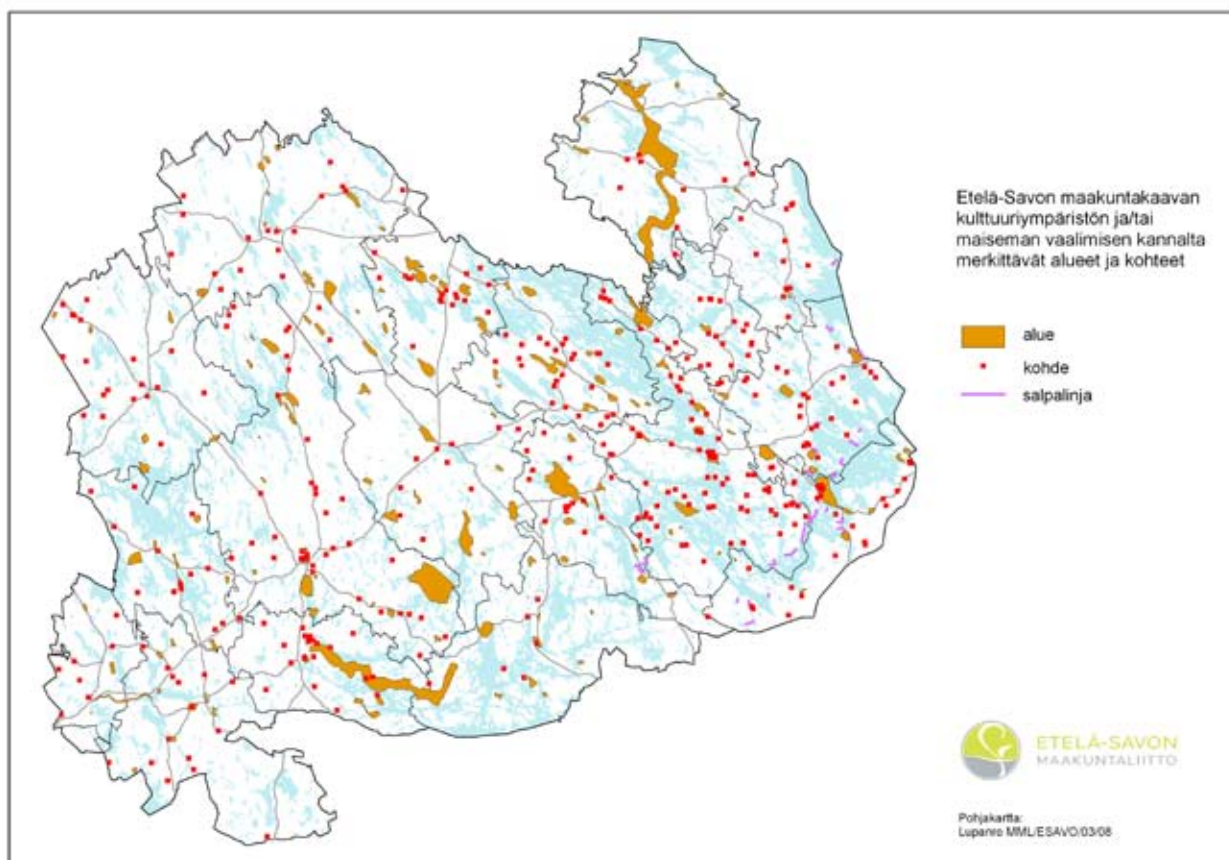 Etelä-Savon maakuntakaavan
kulttuuriympäristön ja/tai
maiseman vaalimisen kannalta
merkittävät alueet ja kohteet
alue
kohde
salpalinja
ETELÄ-SAVON
MAAKUNTALIITTO
Pohjakartta:
Lupanro MML/ESAVO/03/08